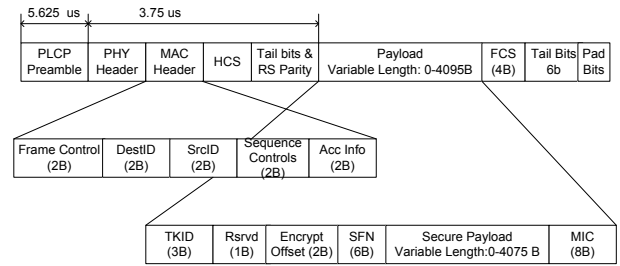 5.625 us
3.75 us
PLCP Preamble
PHY Header
MAC Header
HCS
Tail bits & RS Parity
Payload
Variable Length: 0-4095B
FCS (4B)
Tail Bits 6b
Pad Bits
Frame Control (2B)
DestID (2B)
SrcID (2B)
Sequence Controls (2B)
Acc Info (2B)
TKID (3B)
Rsrvd (1B)
Encrypt Offset (2B)
SFN (6B)
Secure Payload
Variable Length:0-4075 B
MIC (8B)